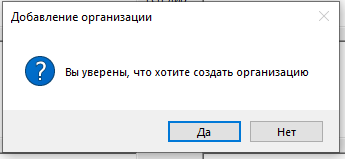 Добавление организации
Вы уверены, что хотите создать организацию
Да
Нет